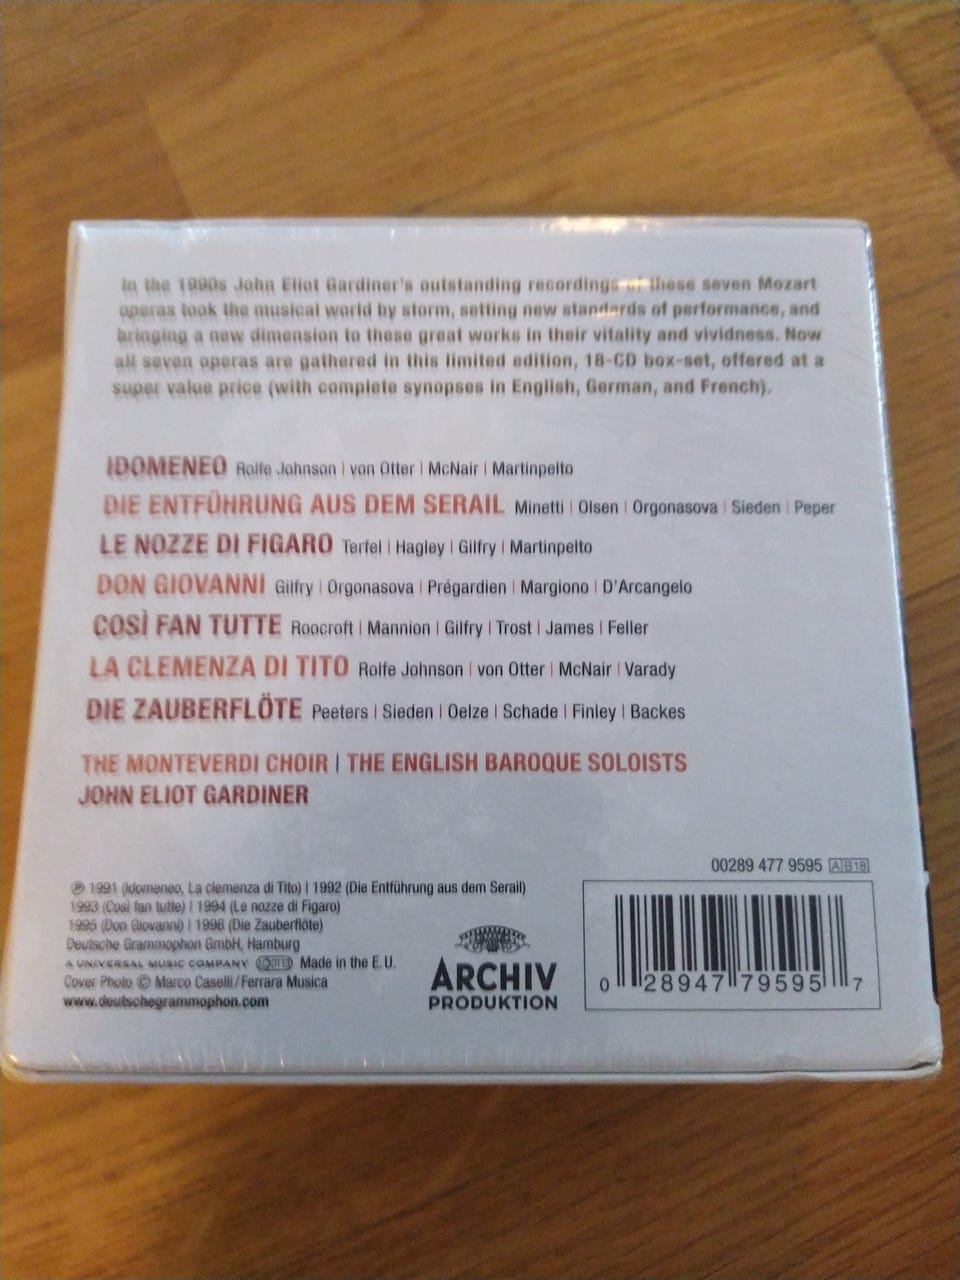 In the 1990s John Eliot Gardiner's outstanding recordings of these seven Mozart
operas took the musical world by storm, setting new standards of performance, and
bringing a new dimension to these great works in their vitality and vividness. Now
all seven operas are gathered in this limited edition, 18-CD box-set, offered at a
super value price (with complete synopses in English, German, and French).
IDOMENEO Rolfe Johnson | von Otter | McNair | Martinpelto
DIE ENTFÜHRUNG AUS DEM SERAIL Minetti | Olsen | Orgonasova | Sieden | Peper
LE NOZZE DI FIGARO Terfel | Hagley | Gilfry | Martinpelto
DON GIOVANNI Gilfry | Orgonasova | Prégardien | Margiono | D'Arcangelo
COSÌ FAN TUTTE Roocroft | Mannion | Gilfry | Trost | James | Feller
LA CLEMENZA DI TITO Rolfe Johnson | von Otter | McNair | Varady
DIE ZAUBERFLÖTE Peeters | Sieden | Oelze | Schade | Finley | Backes
THE MONTEVERDI CHOIR | THE ENGLISH BAROQUE SOLOISTS
JOHN ELIOT GARDINER
00289 477 9595 AB18
℗ 1991 (Idomeneo, La clemenza di Tito) | 1992 (Die Entführung aus dem Serail)
1993 (Così fan tutte) | 1994 (Le nozze di Figaro)
1995 (Don Giovanni) | 1996 (Die Zauberflöte)
Deutsche Grammophon GmbH, Hamburg
A UNIVERSAL MUSIC COMPANY Made in the E.U.
Cover Photo © Marco Caselli / Ferrara Musica
www.deutschegrammophon.com
ARCHIV
PRODUKTION
0 28947 79595 7